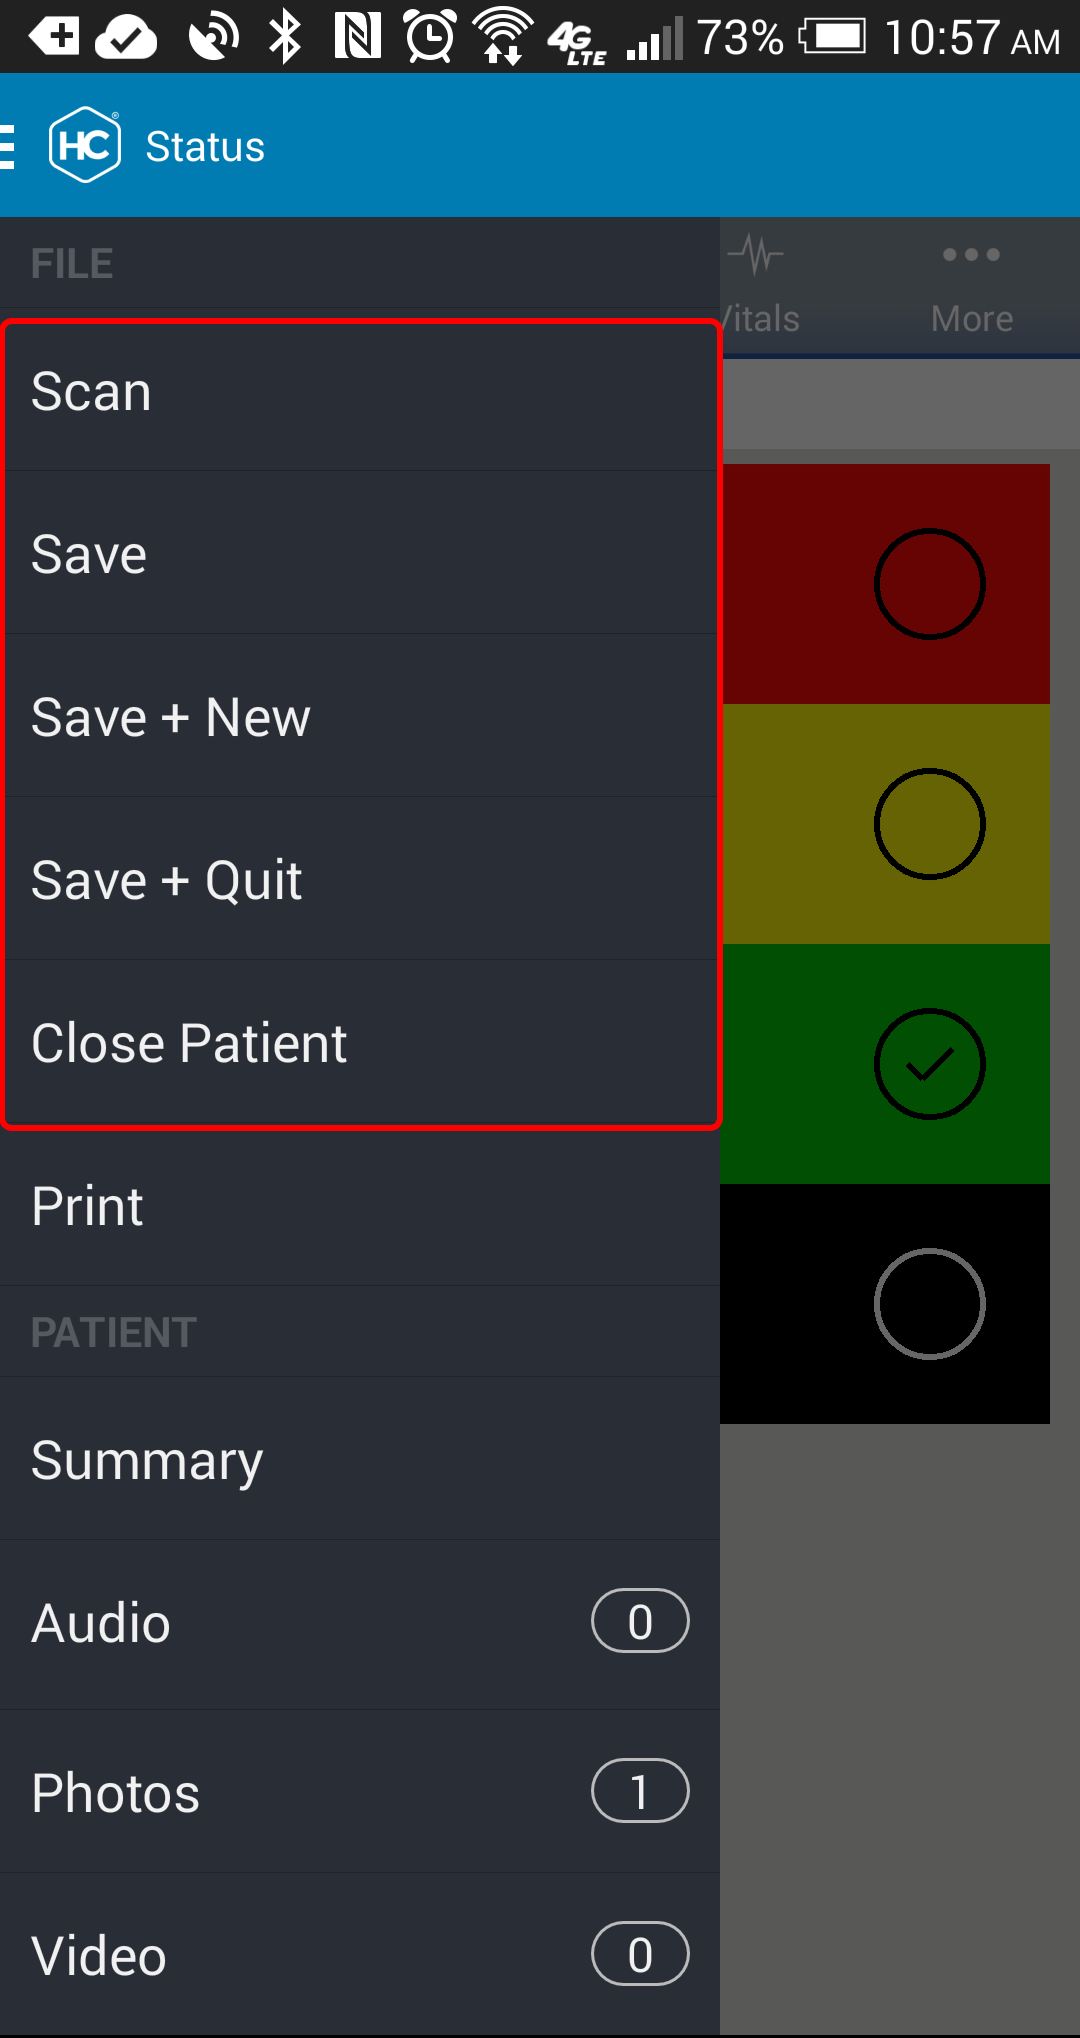 4G LTE 73% 10:57 AM
HC® Status
FILE
Vitals More
Scan
Save
Save + New
Save + Quit
Close Patient
Print
PATIENT
Summary
Audio 0
Photos 1
Video 0